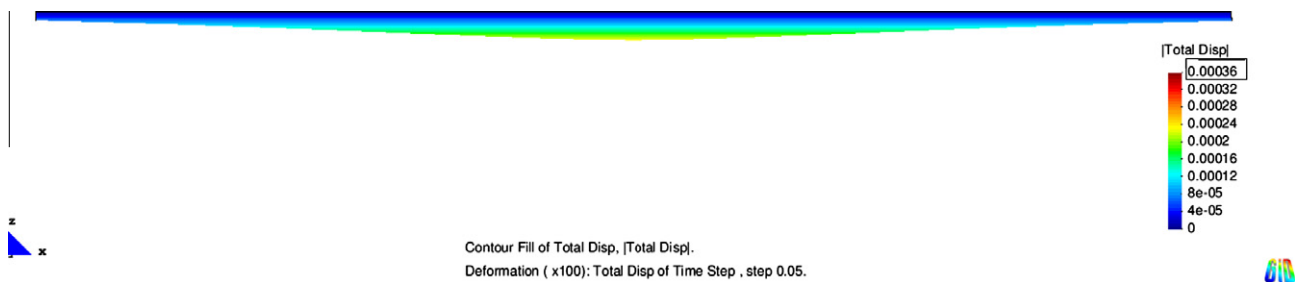 |Total Disp|
0.00036
0.00032
0.00028
0.00024
0.0002
0.00016
0.00012
8e-05
4e-05
0
z
x
Contour Fill of Total Disp, |Total Disp|.
Deformation ( x100): Total Disp of Time Step , step 0.05.
GiD